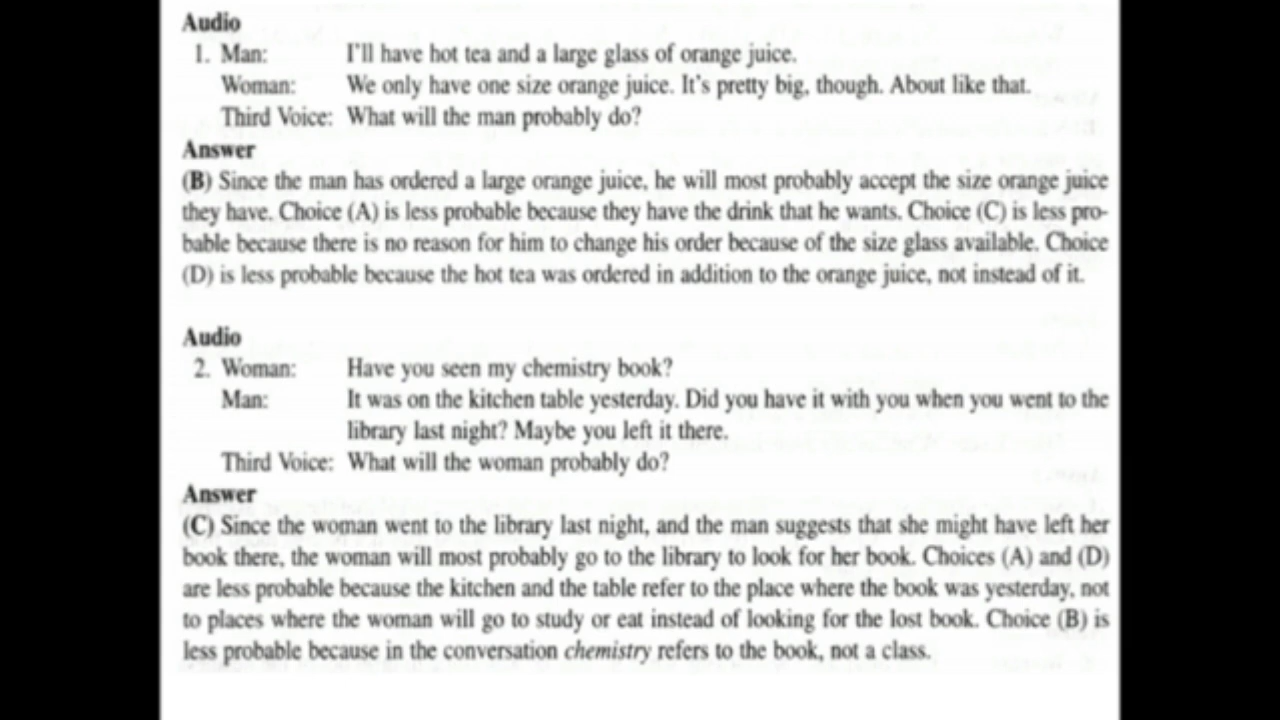 Audio
1. Man: I'll have hot tea and a large glass of orange juice.
Woman: We only have one size orange juice. It's pretty big, though. About like that.
Third Voice: What will the man probably do?
Answer
(B) Since the man has ordered a large orange juice, he will most probably accept the size orange juice
they have. Choice (A) is less probable because they have the drink that he wants. Choice (C) is less pro-
bable because there is no reason for him to change his order because of the size glass available. Choice
(D) is less probable because the hot tea was ordered in addition to the orange juice, not instead of it.
Audio
2. Woman: Have you seen my chemistry book?
Man: It was on the kitchen table yesterday. Did you have it with you when you went to the
library last night? Maybe you left it there.
Third Voice: What will the woman probably do?
Answer
(C) Since the woman went to the library last night, and the man suggests that she might have left her
book there, the woman will most probably go to the library to look for her book. Choices (A) and (D)
are less probable because the kitchen and the table refer to the place where the book was yesterday, not
to places where the woman will go to study or eat instead of looking for the lost book. Choice (B) is
less probable because in the conversation chemistry refers to the book, not a class.